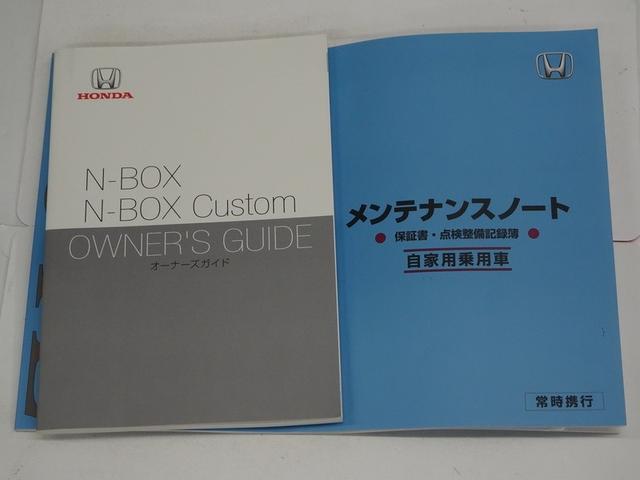 HONDA
N-BOX
N-BOX Custom
OWNER'S GUIDE
オーナーズガイド
メンテナンスノート
保証書・点検整備記録簿
自家用乗用車
常時携行